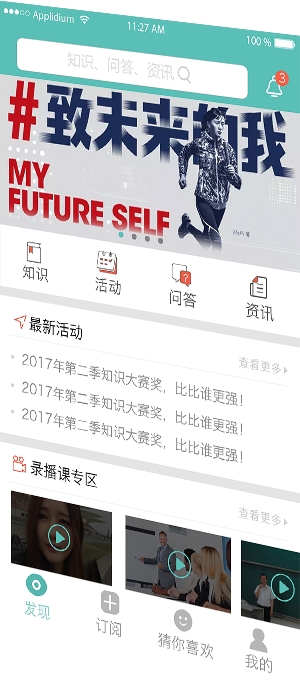 Applidium
11:27 AM
100 %
知识、问答、资讯
3
#致未来的我
MY
FUTURE SELF
知识
活动
问答
资讯
最新活动
查看更多
2017年第二季知识大赛奖，比比谁更强！
2017年第二季知识大赛奖，比比谁更强！
2017年第二季知识大赛奖，比比谁更强！
录播课专区
查看更多
发现
订阅
猜你喜欢
我的